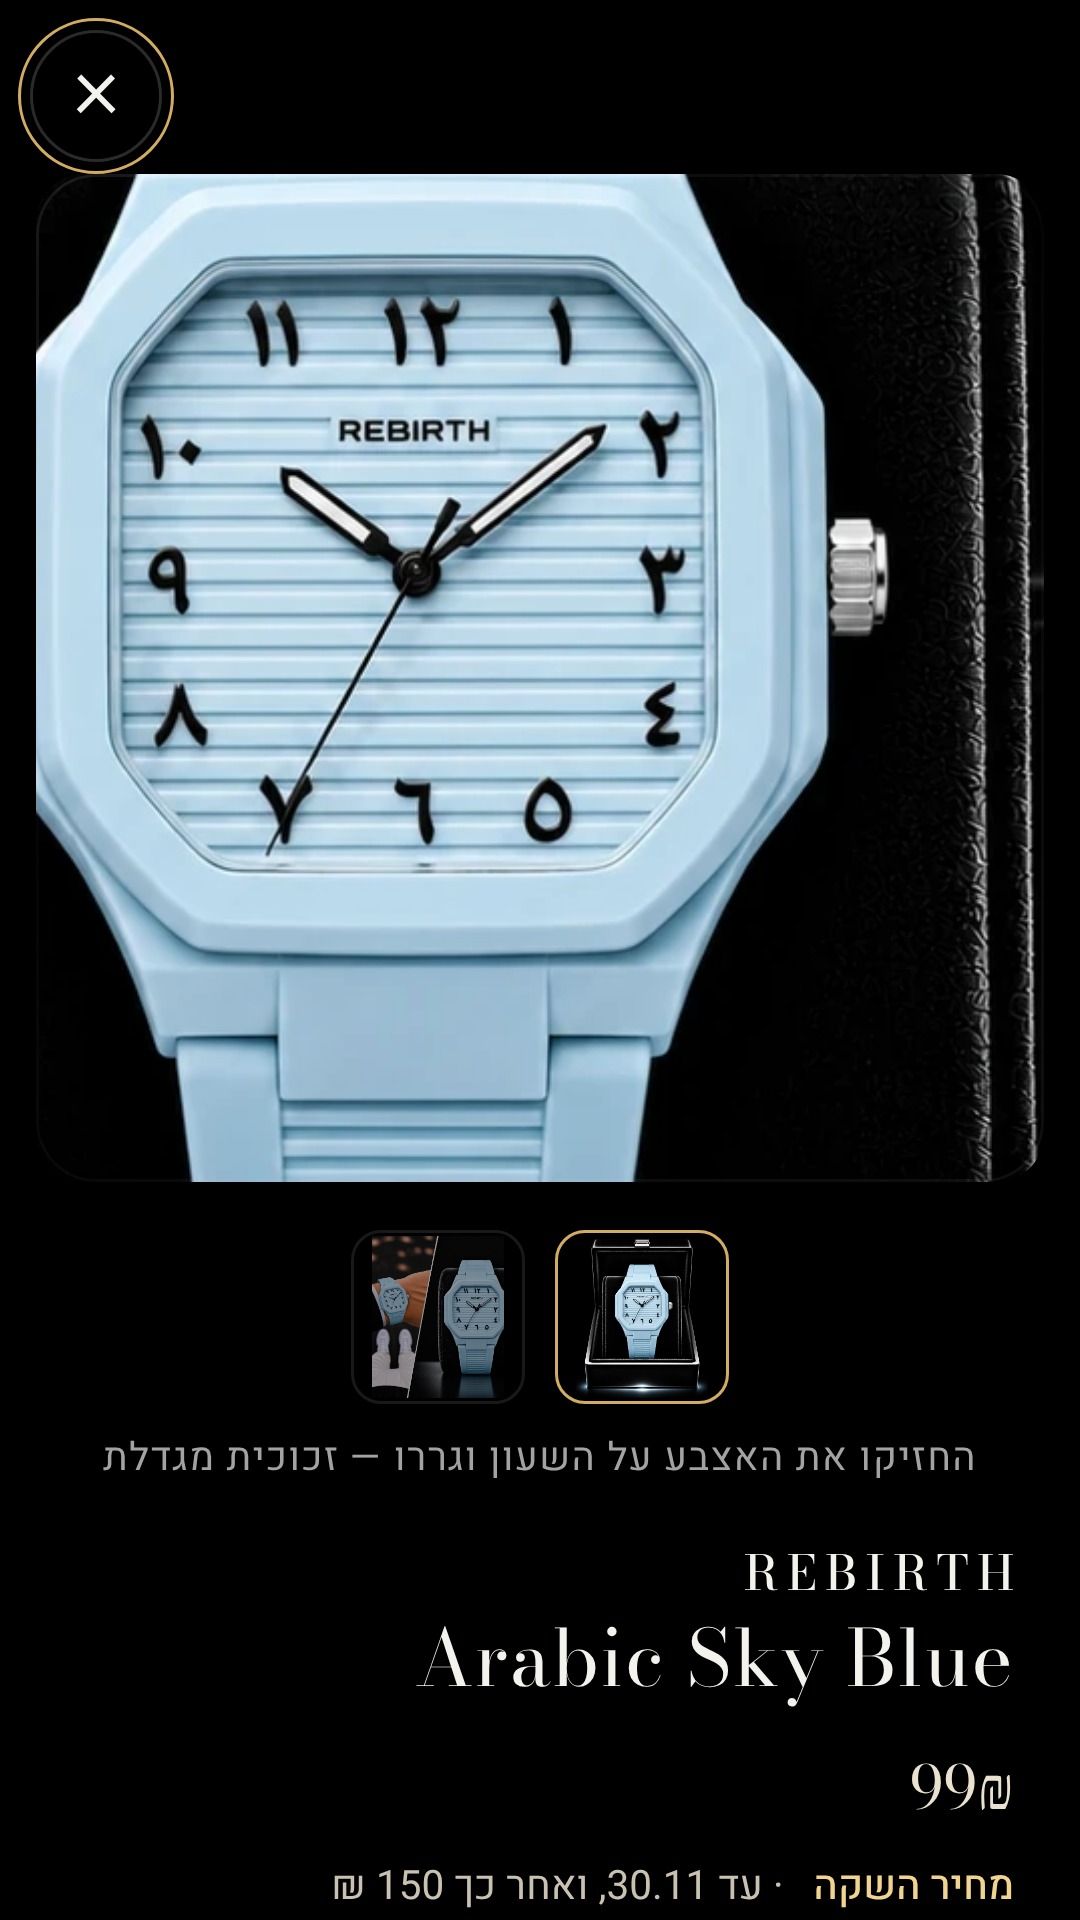 ١١ ١٢ ١
١٠ REBIRTH ٢
٩ ٣
٨ ٤
٧ ٦ ٥
החזיקו את האצבע על השעון וגררו — זכוכית מגדלת
REBIRTH
Arabic Sky Blue
99₪
מחיר השקה · עד 30.11, ואחר כך 150 ₪